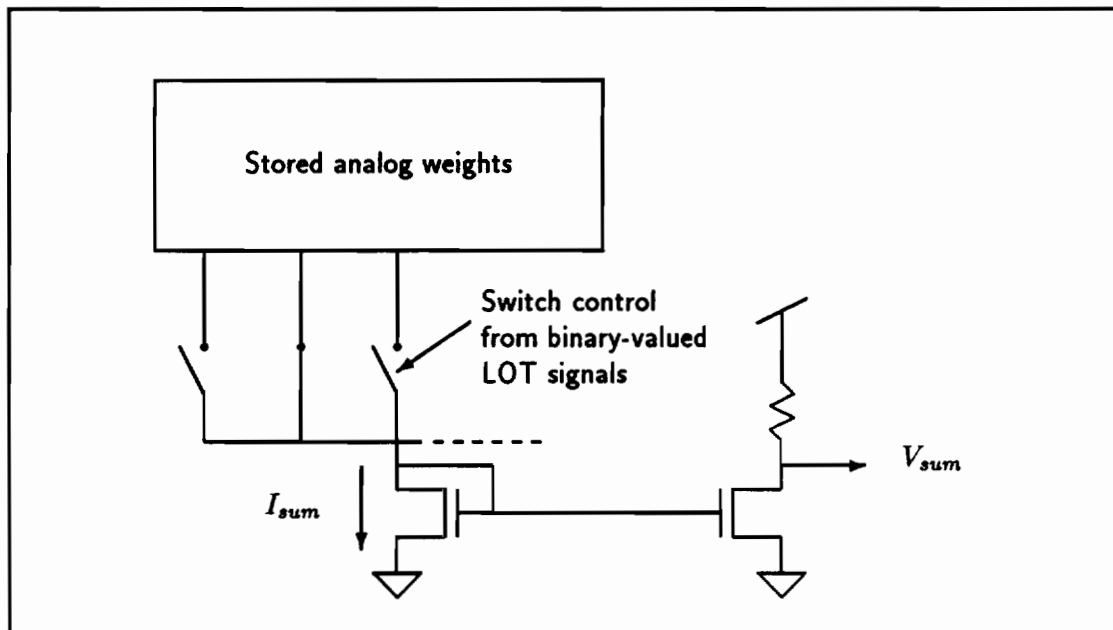 Stored analog weights
Switch control
from binary-valued
LOT signals
I_sum
V_sum